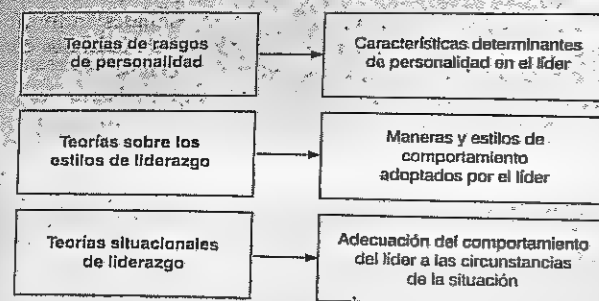 Teorías de rasgos
de personalidad
Características determinantes
de personalidad en el líder
Teorías sobre los
estilos de liderazgo
Maneras y estilos de
comportamiento
adoptados por el líder
Teorías situacionales
de liderazgo
Adecuación del comportamiento
del líder a las circunstancias
de la situación